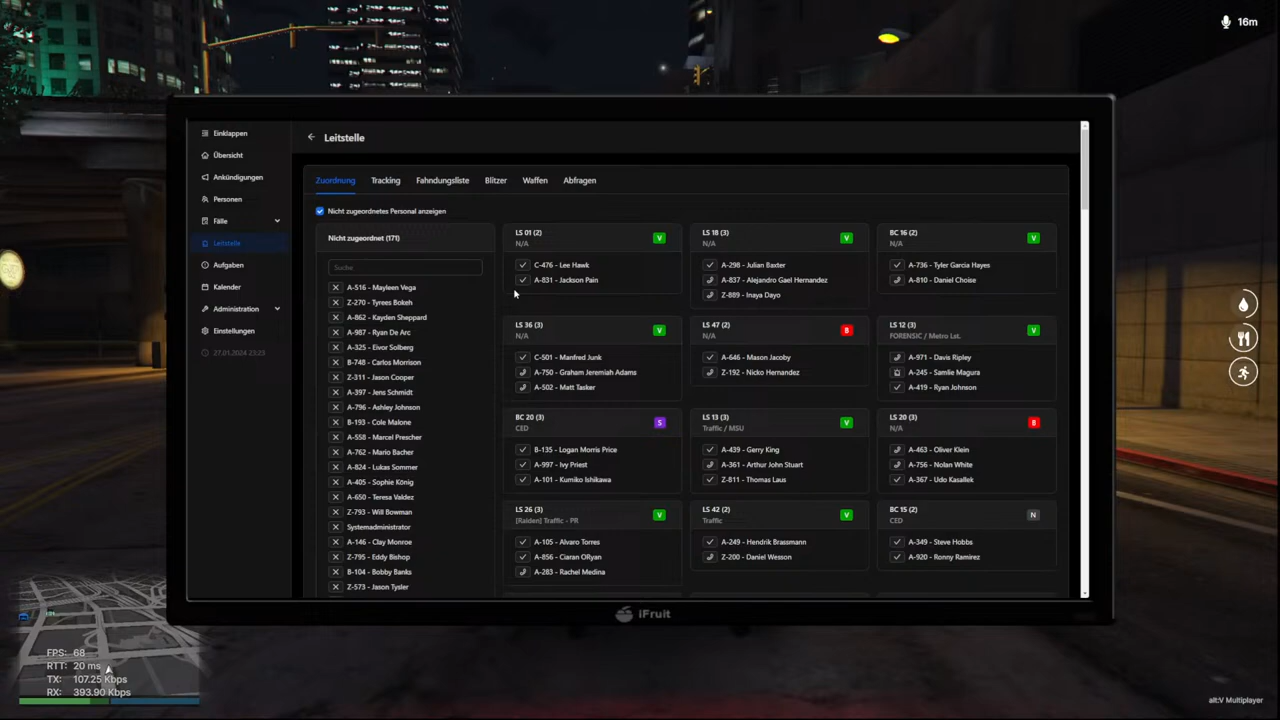 16m
Einklappen
Übersicht
Ankündigungen
Personen
Fälle
Leitstelle
Aufgaben
Kalender
Administration
Einstellungen
27.01.2024 23:23
Leitstelle
Zuordnung Tracking Fahndungsliste Blitzer Waffen Abfragen
Nicht zugeordnetes Personal anzeigen
Nicht zugeordnet (171)
Suche
A-516 - Mayleen Vega
Z-270 - Tyrees Bokeh
A-862 - Kayden Sheppard
A-987 - Ryan De Arc
A-325 - Eivor Solberg
B-748 - Carlos Morrison
Z-311 - Jason Cooper
A-397 - Jens Schmidt
A-796 - Ashley Johnson
B-193 - Cole Malone
A-558 - Marcel Prescher
A-762 - Mario Bacher
A-824 - Lukas Sommer
A-405 - Sophie König
A-650 - Teresa Valdez
Z-793 - Will Bowman
Systemadministrator
A-146 - Clay Monroe
Z-795 - Eddy Bishop
B-104 - Bobby Banks
Z-573 - Jason Tysler
LS 01 (2) V
N/A
C-476 - Lee Hawk
A-831 - Jackson Pain
LS 18 (3) V
N/A
A-298 - Julian Baxter
A-837 - Alejandro Gael Hernandez
Z-889 - Inaya Dayo
BC 16 (2) V
N/A
A-736 - Tyler Garcia Hayes
A-810 - Daniel Choise
LS 36 (3) V
N/A
C-501 - Manfred Junk
A-750 - Graham Jeremiah Adams
A-502 - Matt Tasker
LS 47 (2) B
N/A
A-646 - Mason Jacoby
Z-192 - Nicko Hernandez
LS 12 (3) V
FORENSIC / Metro Lst.
A-971 - Davis Ripley
A-245 - Samlie Magura
A-419 - Ryan Johnson
BC 20 (3) S
CED
B-135 - Logan Morris Price
A-997 - Ivy Priest
A-101 - Kumiko Ishikawa
LS 13 (3) V
Traffic / MSU
A-439 - Gerry King
A-361 - Arthur John Stuart
Z-811 - Thomas Laus
LS 20 (3) B
N/A
A-463 - Oliver Klein
A-756 - Nolan White
A-367 - Udo Kasallek
LS 26 (3) V
[Raiden] Traffic - PR
A-105 - Alvaro Torres
A-856 - Ciaran ORyan
A-283 - Rachel Medina
LS 42 (2) V
Traffic
A-249 - Hendrik Brassmann
Z-200 - Daniel Wesson
BC 15 (2) N
CED
A-349 - Steve Hobbs
A-920 - Ronny Ramirez
iFruit
FPS: 68
RTT: 20 ms
TX: 107.25 Kbps
RX: 393.90 Kbps
alt:V Multiplayer